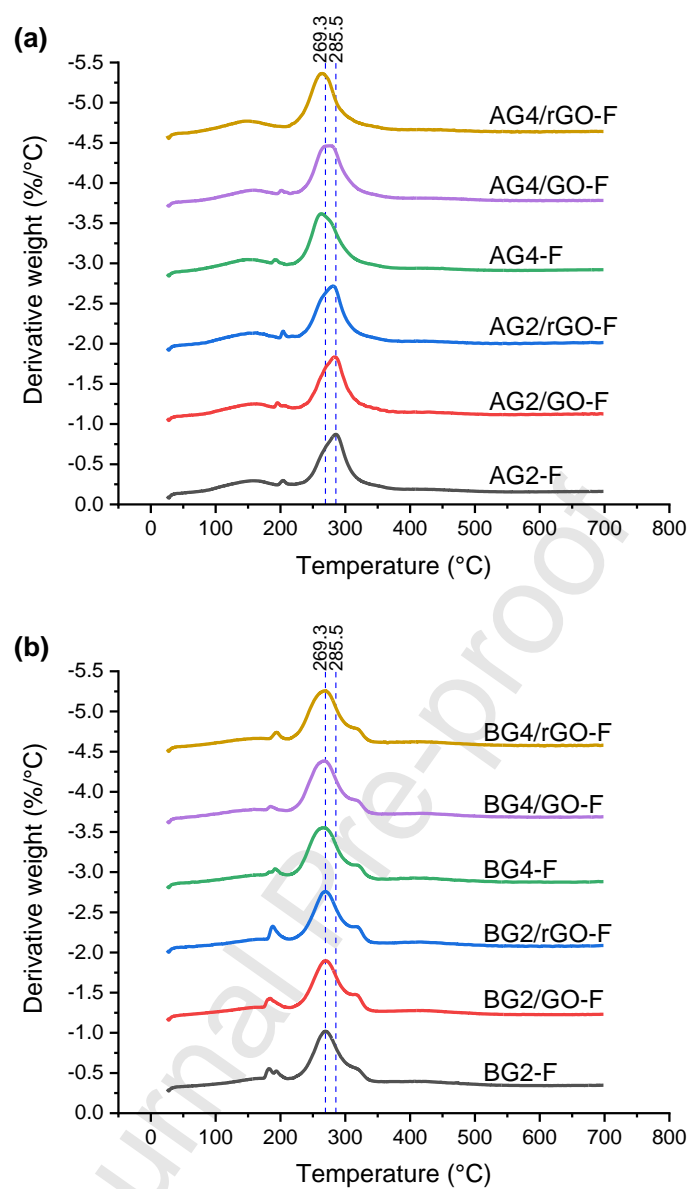 (a)
269.3
285.5
-5.5
-5.0
-4.5
-4.0
-3.5
-3.0
-2.5
-2.0
-1.5
-1.0
-0.5
0.0
Derivative weight (%/°C)
AG4/rGO-F
AG4/GO-F
AG4-F
AG2/rGO-F
AG2/GO-F
AG2-F
0 100 200 300 400 500 600 700 800
Temperature (°C)
(b)
269.3
285.5
-5.5
-5.0
-4.5
-4.0
-3.5
-3.0
-2.5
-2.0
-1.5
-1.0
-0.5
0.0
Derivative weight (%/°C)
BG4/rGO-F
BG4/GO-F
BG4-F
BG2/rGO-F
BG2/GO-F
BG2-F
0 100 200 300 400 500 600 700 800
Temperature (°C)
urnal Pre-proof